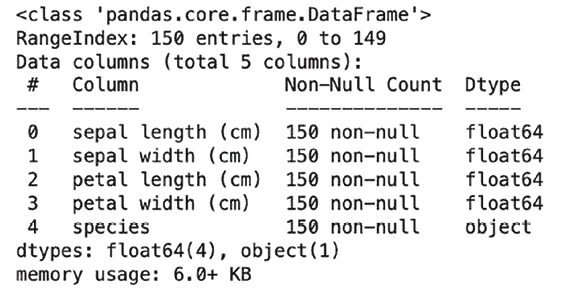 <class 'pandas.core.frame.DataFrame'>
RangeIndex: 150 entries, 0 to 149
Data columns (total 5 columns):
 #   Column             Non-Null Count  Dtype
---  ------             --------------  -----
 0   sepal length (cm)  150 non-null    float64
 1   sepal width (cm)   150 non-null    float64
 2   petal length (cm)  150 non-null    float64
 3   petal width (cm)   150 non-null    float64
 4   species            150 non-null    object
dtypes: float64(4), object(1)
memory usage: 6.0+ KB